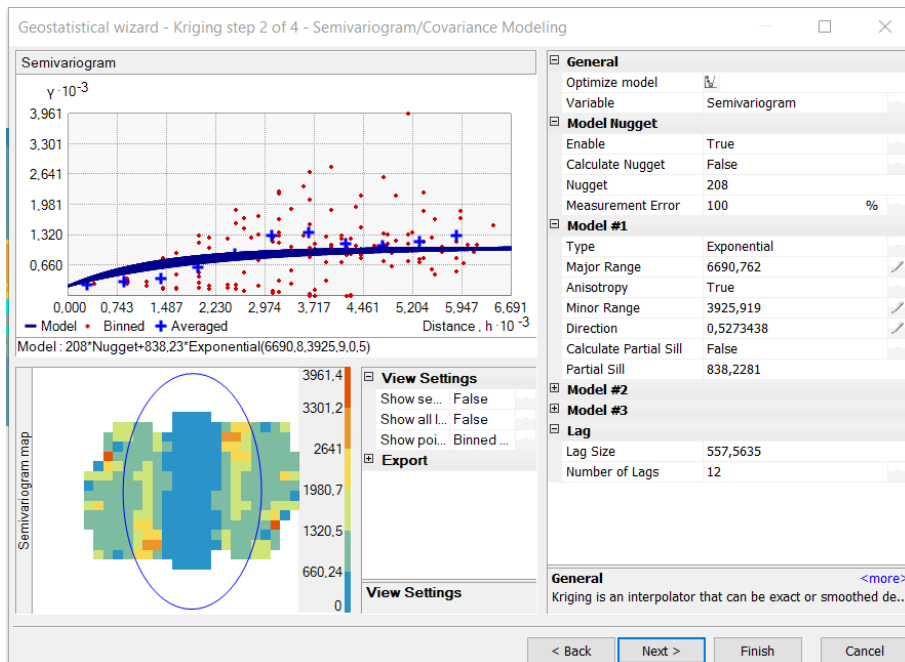 Geostatistical wizard - Kriging step 2 of 4 - Semivariogram/Covariance Modeling
Semivariogram
γ · 10⁻³
3,961
3,301
2,641
1,981
1,320
0,660
0,000 0,743 1,487 2,230 2,974 3,717 4,461 5,204 5,947 6,691
Model Binned Averaged Distance , h · 10⁻³
Model : 208*Nugget+838,23*Exponential(6690,8,3925,9,0,5)
Semivariogram map
3961,4
3301,2
2641
1980,7
1320,5
660,24
0
View Settings
Show se... False
Show all l... False
Show poi... Binned ...
Export
View Settings
General
Optimize model
Variable Semivariogram
Model Nugget
Enable True
Calculate Nugget False
Nugget 208
Measurement Error 100 %
Model #1
Type Exponential
Major Range 6690,762
Anisotropy True
Minor Range 3925,919
Direction 0,5273438
Calculate Partial Sill False
Partial Sill 838,2281
Model #2
Model #3
Lag
Lag Size 557,5635
Number of Lags 12
General <more>
Kriging is an interpolator that can be exact or smoothed de...
< Back Next > Finish Cancel